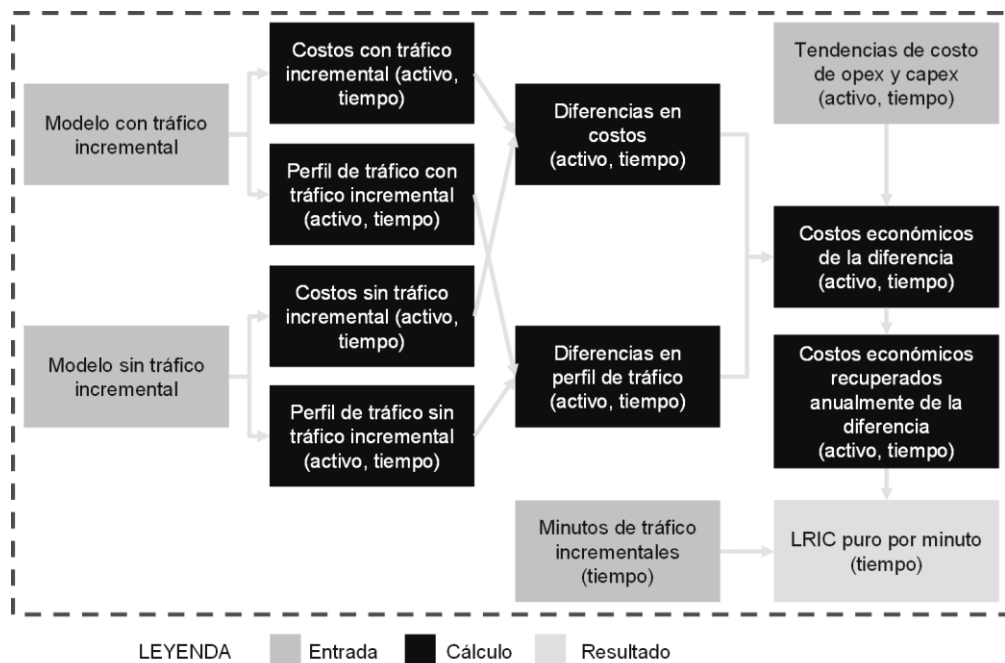 Modelo con tráfico
incremental
Modelo sin tráfico
incremental
Costos con tráfico
incremental (activo,
tiempo)
Perfil de tráfico con
tráfico incremental
(activo, tiempo)
Costos sin tráfico
incremental (activo,
tiempo)
Perfil de tráfico sin
tráfico incremental
(activo, tiempo)
Diferencias en
costos
(activo, tiempo)
Diferencias en
perfil de tráfico
(activo, tiempo)
Minutos de tráfico
incrementales
(tiempo)
Tendencias de costo
de opex y capex
(activo, tiempo)
Costos económicos
de la diferencia
(activo, tiempo)
Costos económicos
recuperados
anualmente de la
diferencia
(activo, tiempo)
LRIC puro por minuto
(tiempo)
LEYENDA
Entrada
Cálculo
Resultado